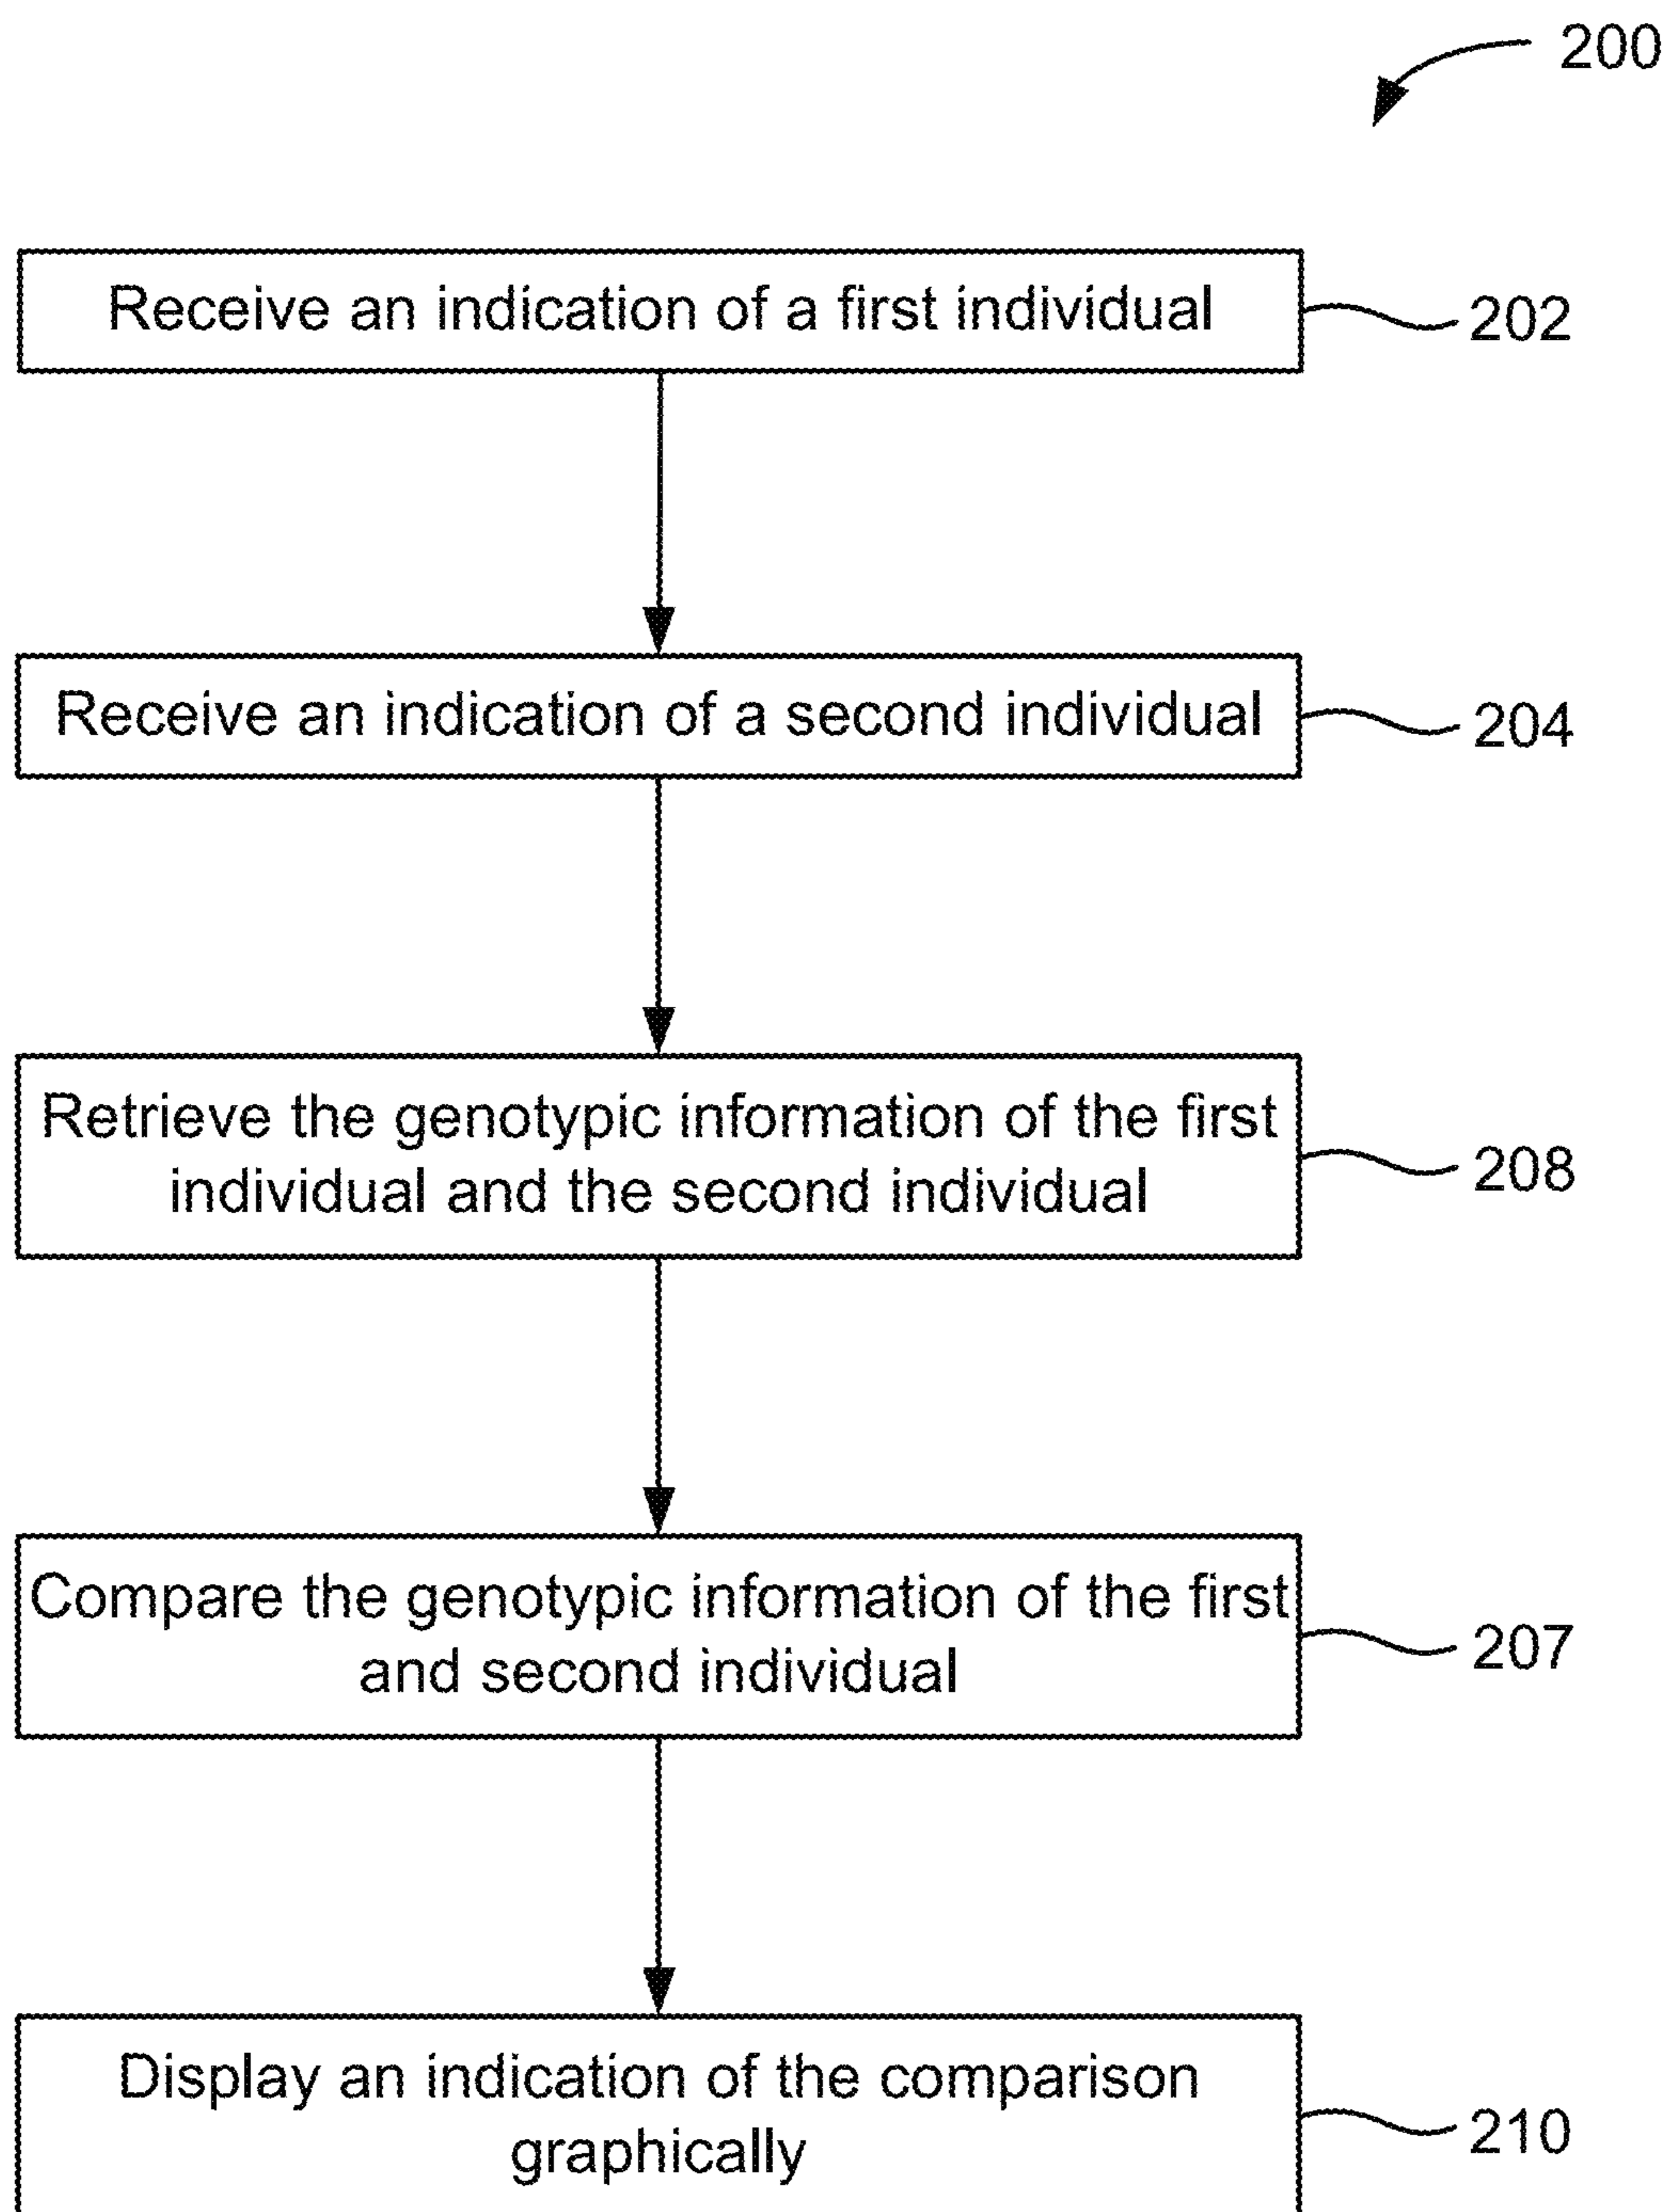 200
Receive an indication of a first individual
202
Receive an indication of a second individual
204
Retrieve the genotypic information of the first
individual and the second individual
208
Compare the genotypic information of the first
and second individual
207
Display an indication of the comparison
graphically
210